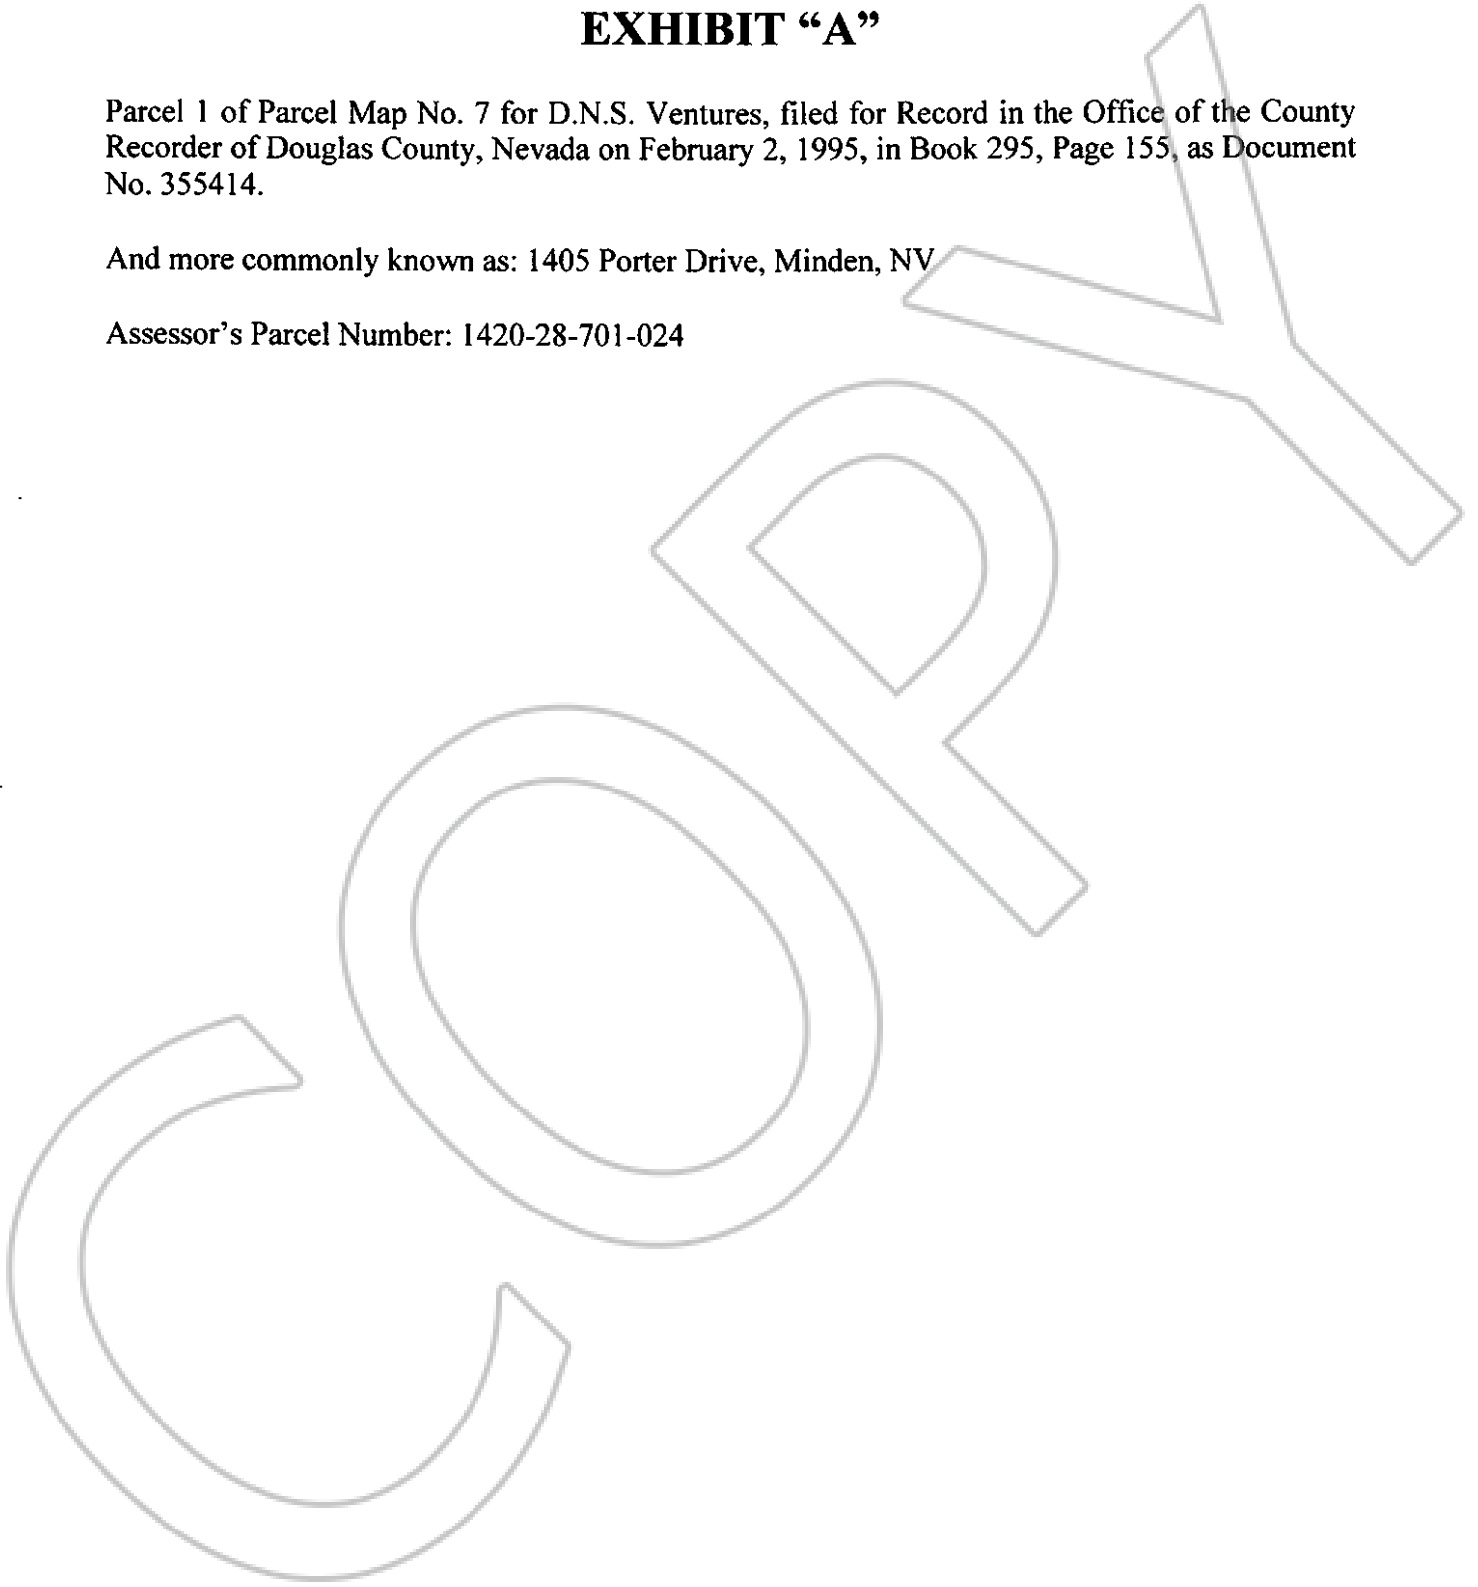 EXHIBIT “A”
Parcel 1 of Parcel Map No. 7 for D.N.S. Ventures, filed for Record in the Office of the County
Recorder of Douglas County, Nevada on February 2, 1995, in Book 295, Page 155, as Document
No. 355414.
And more commonly known as: 1405 Porter Drive, Minden, NV
Assessor’s Parcel Number: 1420-28-701-024
COPY